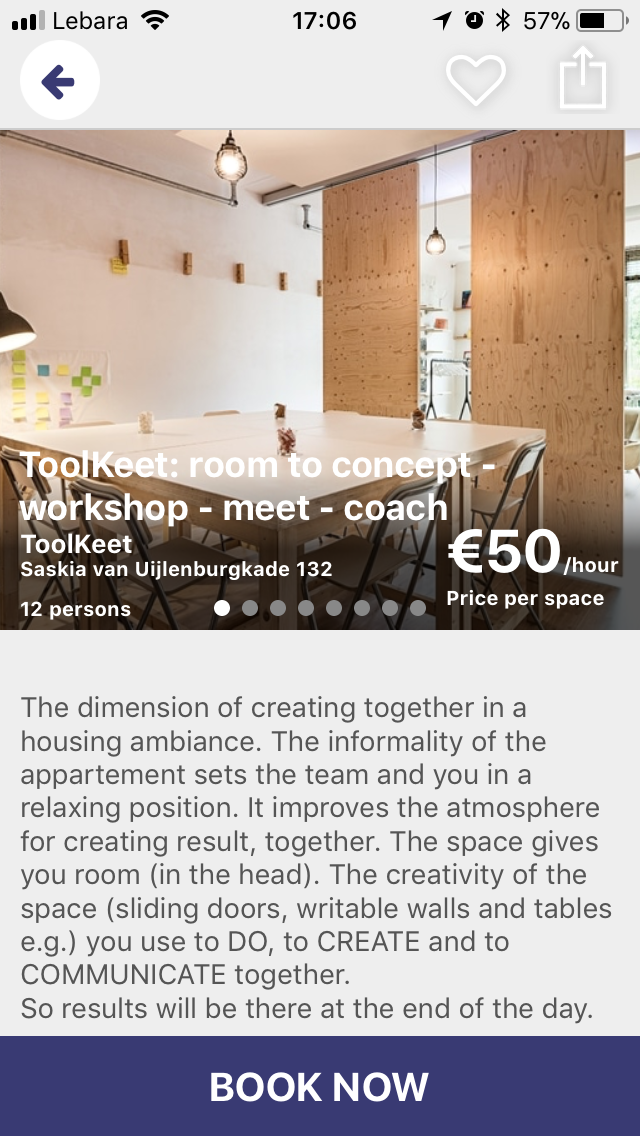 Lebara 17:06 57%
ToolKeet: room to concept -
workshop - meet - coach
ToolKeet
Saskia van Uijlenburgkade 132
€50/hour
12 persons
Price per space
The dimension of creating together in a
housing ambiance. The informality of the
appartement sets the team and you in a
relaxing position. It improves the atmosphere
for creating result, together. The space gives
you room (in the head). The creativity of the
space (sliding doors, writable walls and tables
e.g.) you use to DO, to CREATE and to
COMMUNICATE together.
So results will be there at the end of the day.
BOOK NOW